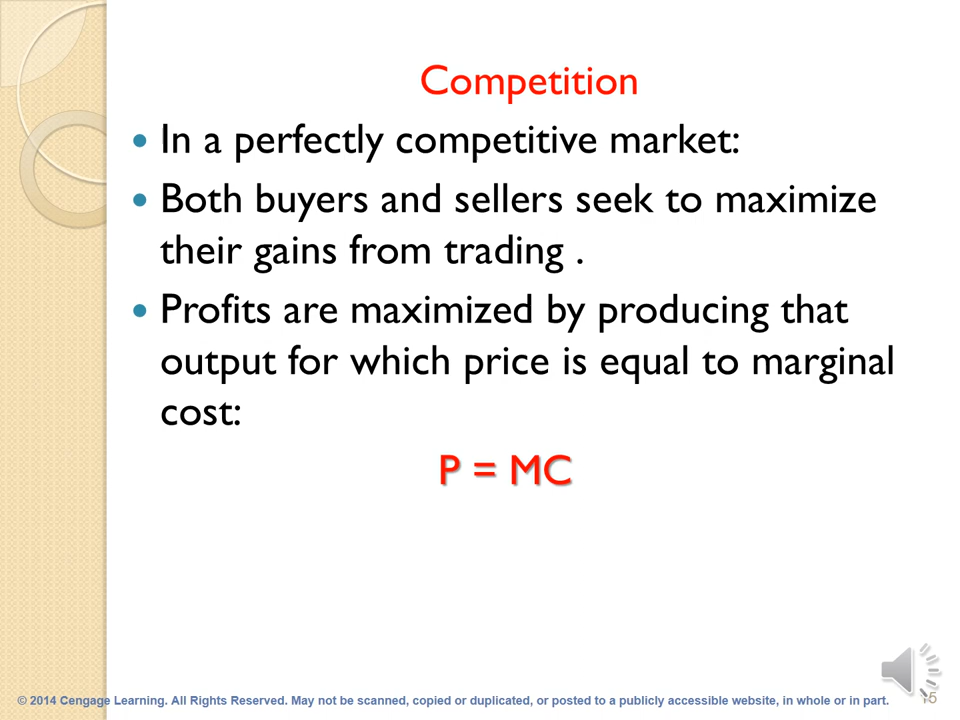 Competition
• In a perfectly competitive market:
• Both buyers and sellers seek to maximize
their gains from trading .
• Profits are maximized by producing that
output for which price is equal to marginal
cost:
P = MC
© 2014 Cengage Learning. All Rights Reserved. May not be scanned, copied or duplicated, or posted to a publicly accessible website, in whole or in part.
15